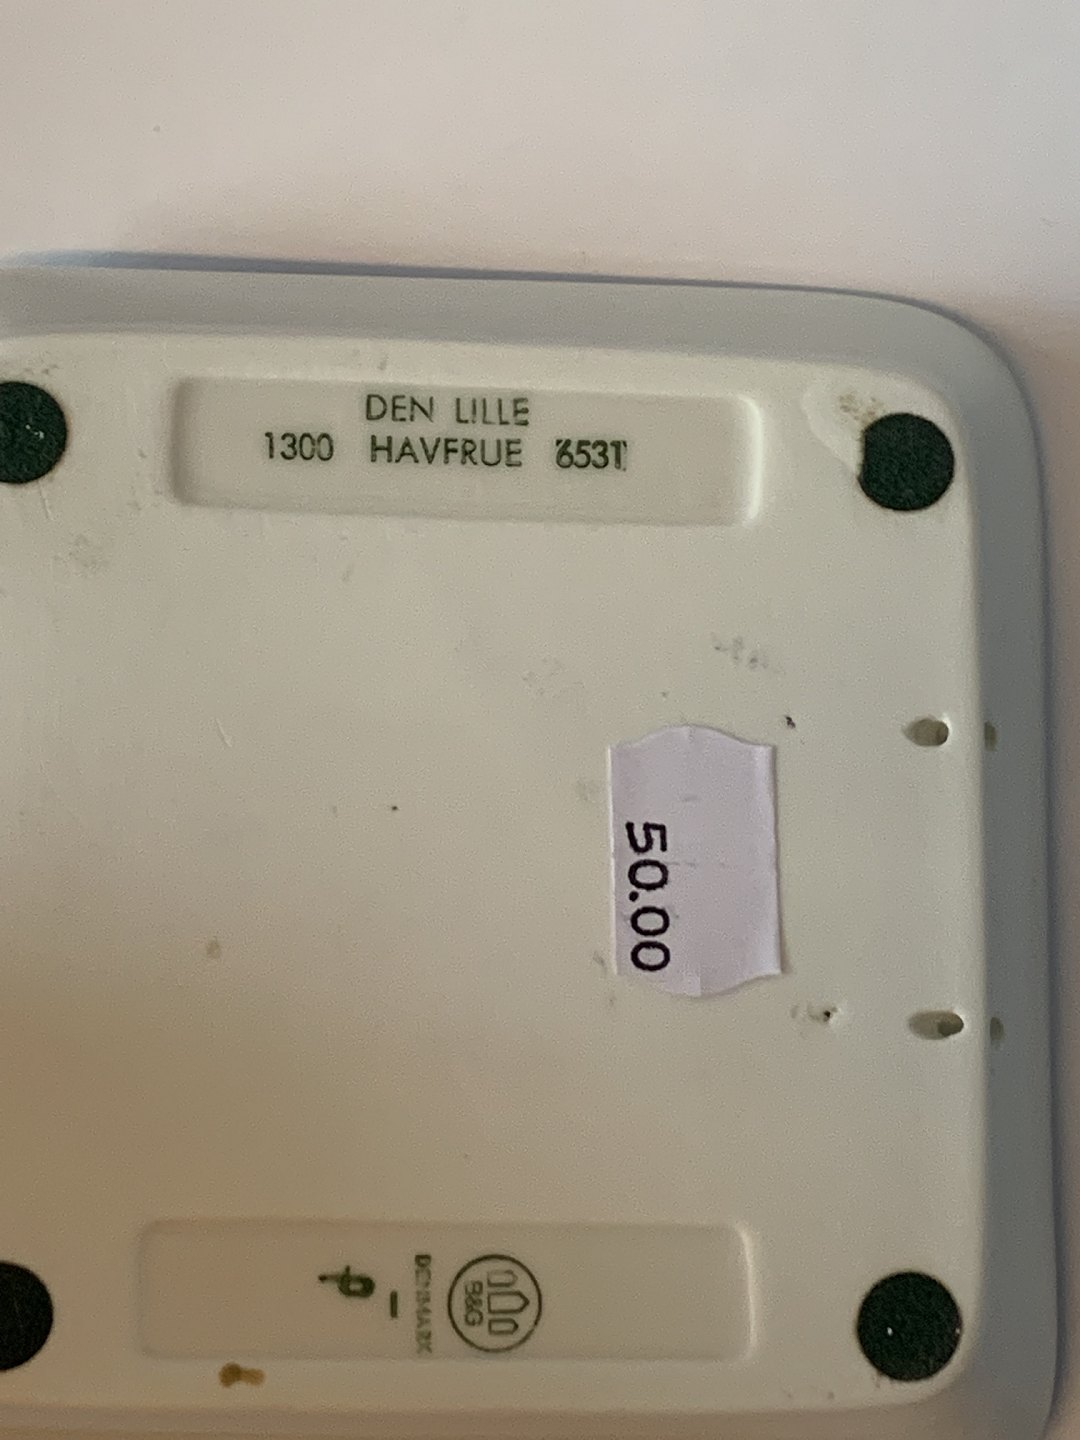 DEN LILLE
1300 HAVFRUE 6531
50.00
B&G
DENMARK